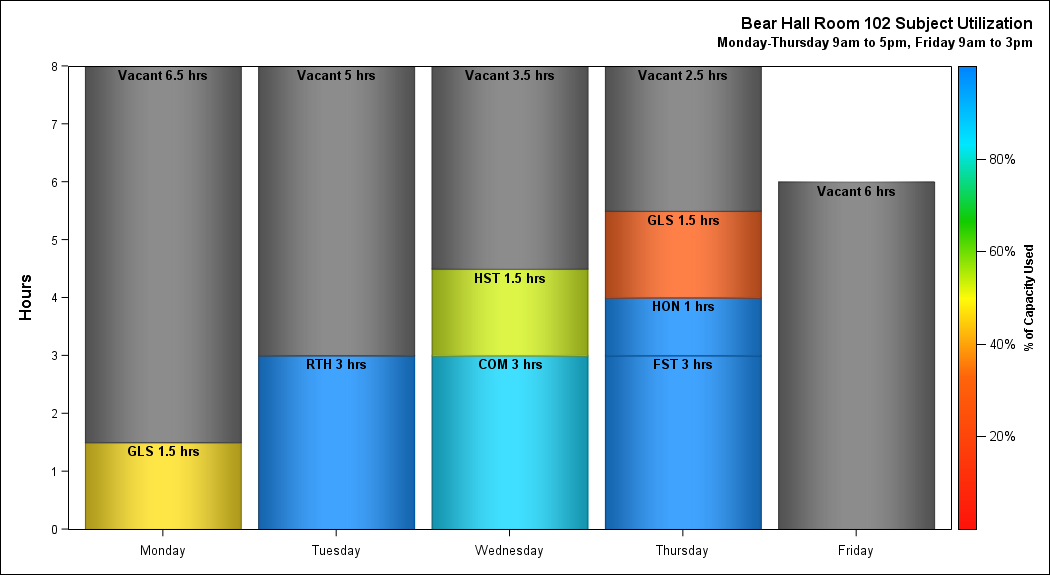 Bear Hall Room 102 Subject Utilization
Monday-Thursday 9am to 5pm, Friday 9am to 3pm
8
7
6
5
4
3
2
1
0
Hours
Vacant 6.5 hrs
GLS 1.5 hrs
Vacant 5 hrs
RTH 3 hrs
Vacant 3.5 hrs
HST 1.5 hrs
COM 3 hrs
Vacant 2.5 hrs
GLS 1.5 hrs
HON 1 hrs
FST 3 hrs
Vacant 6 hrs
Monday
Tuesday
Wednesday
Thursday
Friday
80%
60%
40%
20%
% of Capacity Used